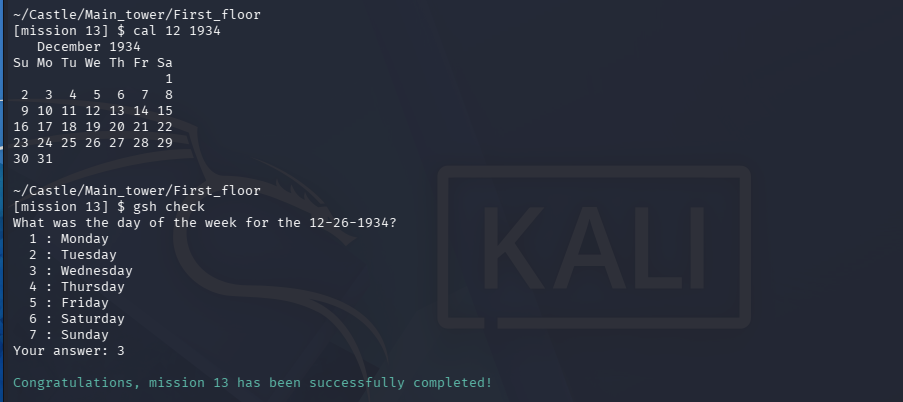 ~/Castle/Main_tower/First_floor
[mission 13] $ cal 12 1934
   December 1934
Su Mo Tu We Th Fr Sa
                   1
 2  3  4  5  6  7  8
 9 10 11 12 13 14 15
16 17 18 19 20 21 22
23 24 25 26 27 28 29
30 31
~/Castle/Main_tower/First_floor
[mission 13] $ gsh check
What was the day of the week for the 12-26-1934?
  1 : Monday
  2 : Tuesday
  3 : Wednesday
  4 : Thursday
  5 : Friday
  6 : Saturday
  7 : Sunday
Your answer: 3
Congratulations, mission 13 has been successfully completed!
KALI